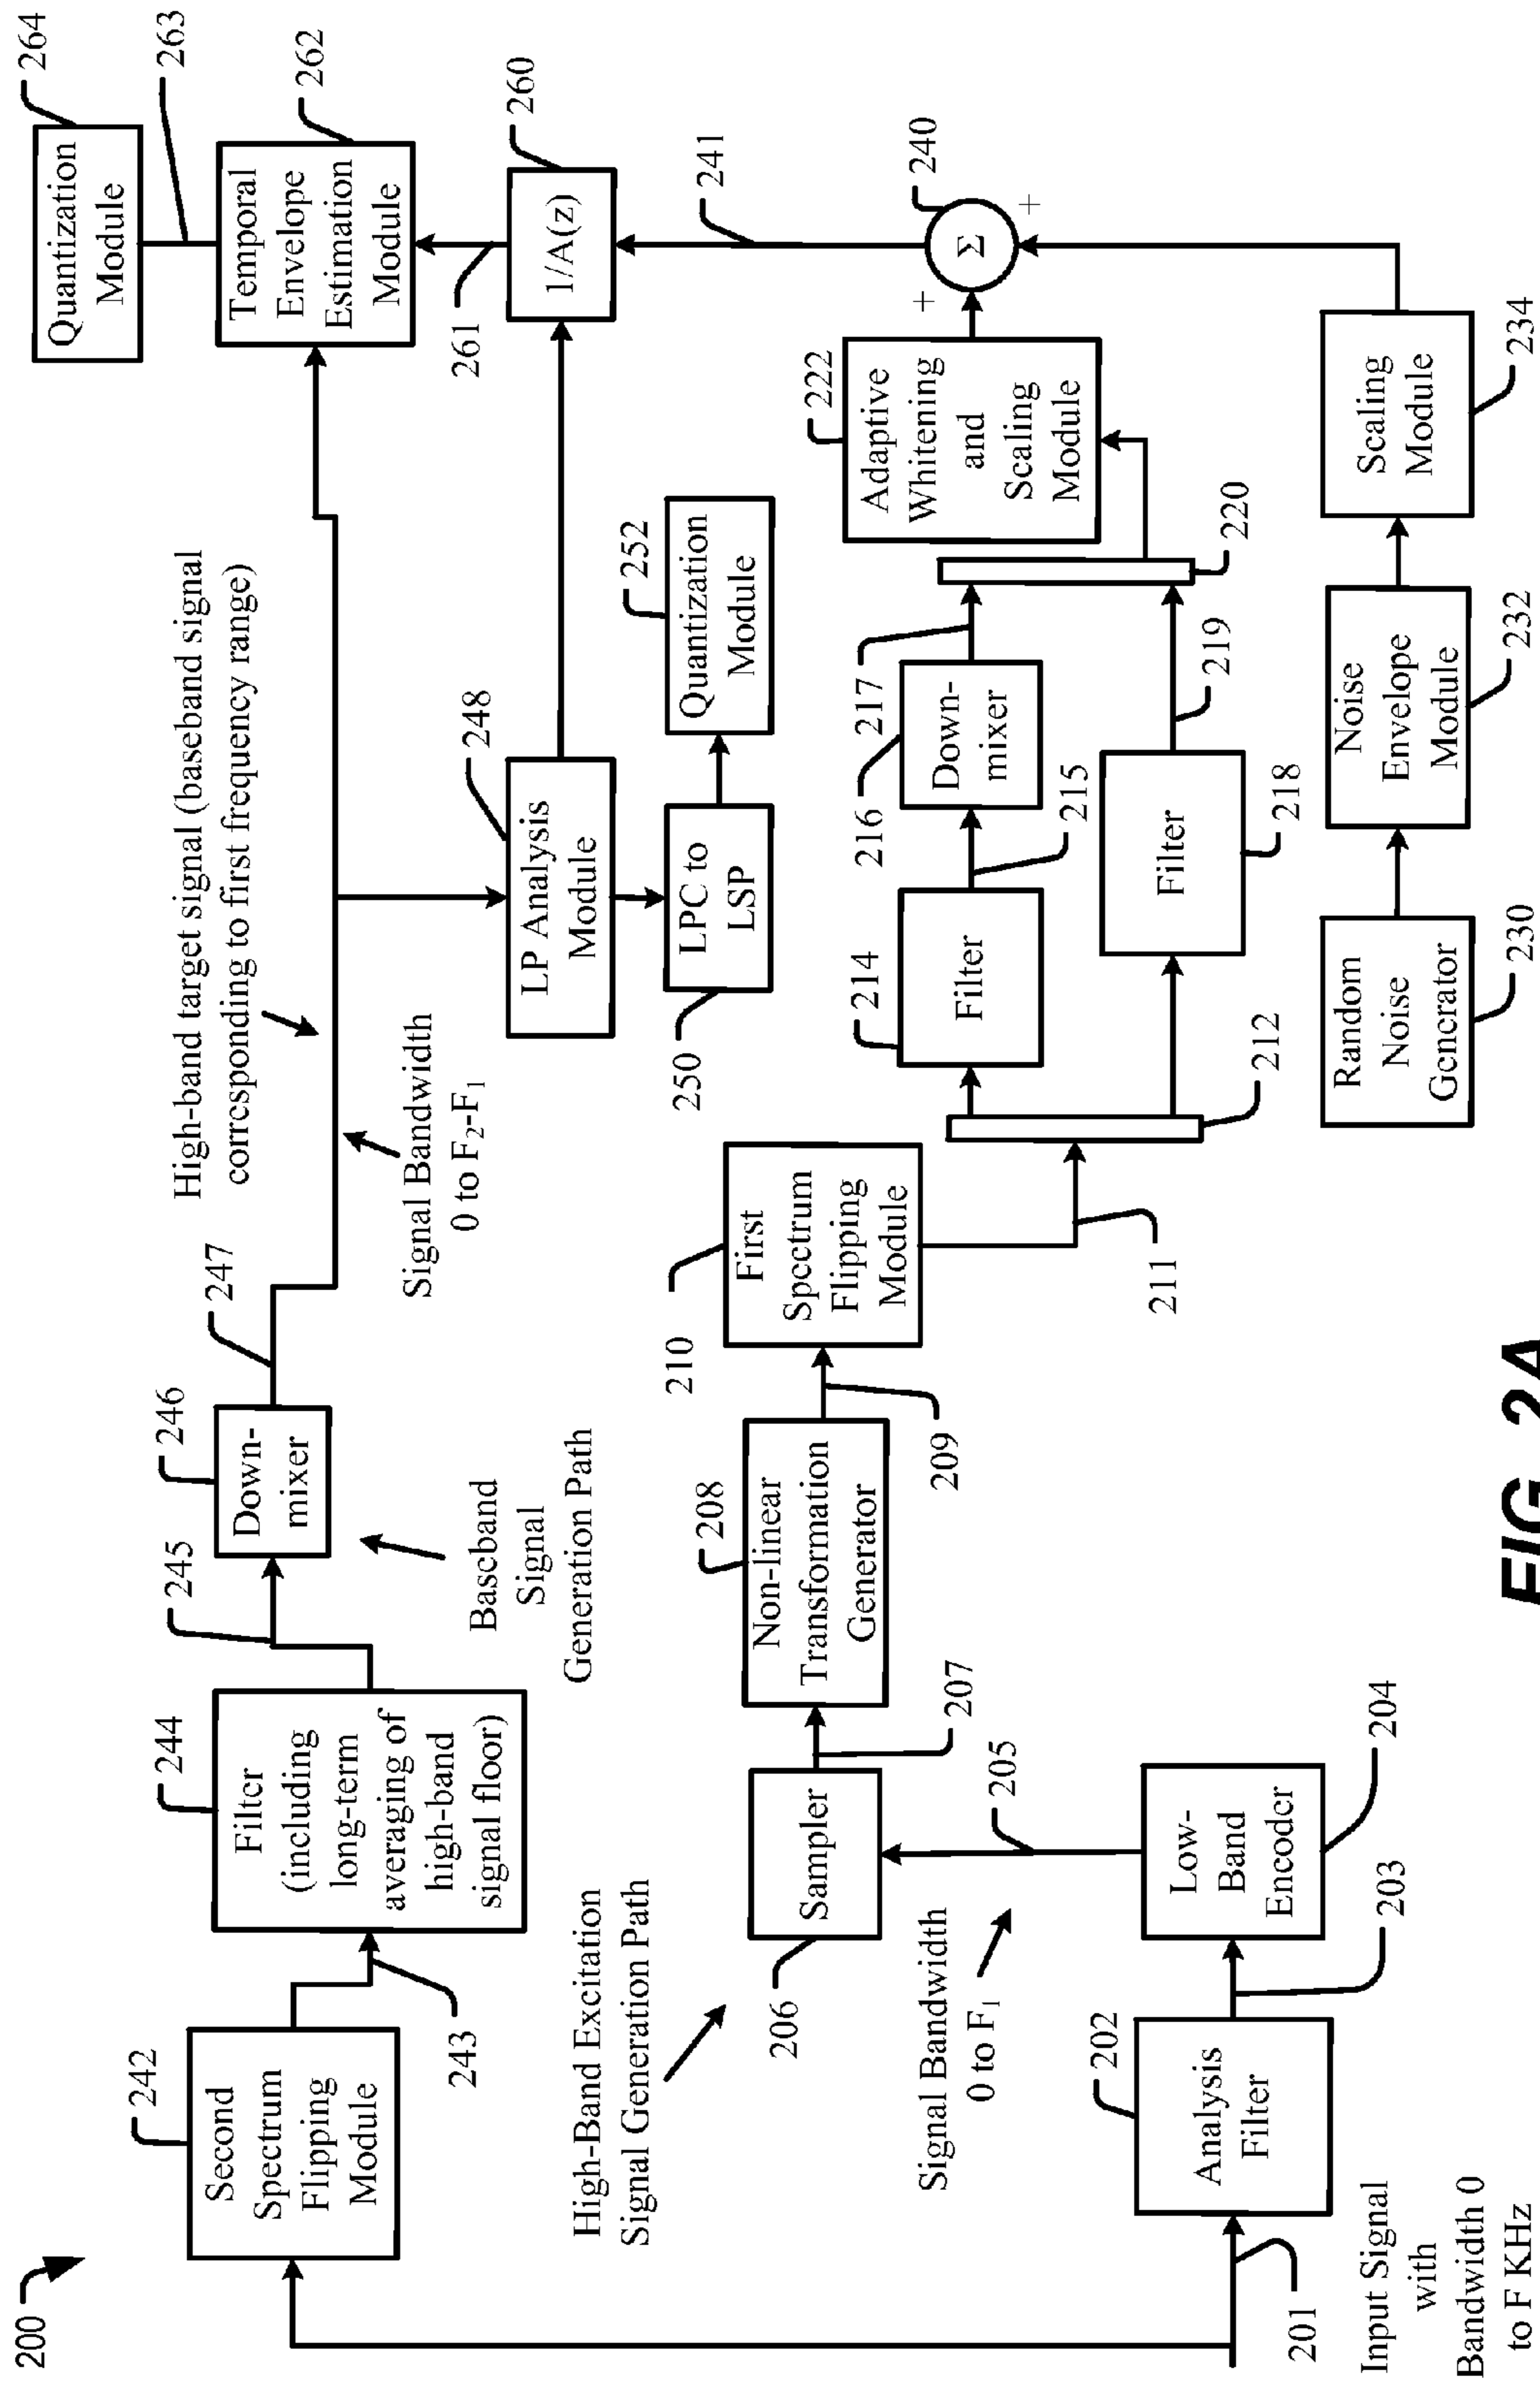 200
242
Second
Spectrum
Flipping
Module
243
244
Filter
(including
long-term
averaging of
high-band
signal floor)
245
246
Down-
mixer
247
Baseband
Signal
Generation Path
High-band target signal (baseband signal
corresponding to first frequency range)
Signal Bandwidth
0 to F2-F1
248
LP Analysis
Module
250
LPC to
LSP
252
Quantization
Module
264
Quantization
Module
263
262
Temporal
Envelope
Estimation
Module
261
260
1/A(z)
241
240
Σ
+
+
High-Band Excitation
Signal Generation Path
206
Sampler
207
208
Non-linear
Transformation
Generator
209
210
First
Spectrum
Flipping
Module
211
212
214
Filter
215
216
Down-
mixer
217
218
Filter
219
220
222
Adaptive
Whitening
and
Scaling
Module
Signal Bandwidth
0 to F1
205
202
Analysis
Filter
203
204
Low-
Band
Encoder
201
Input Signal
with
Bandwidth 0
to F KHz
230
Random
Noise
Generator
232
Noise
Envelope
Module
234
Scaling
Module
FIG. 2A